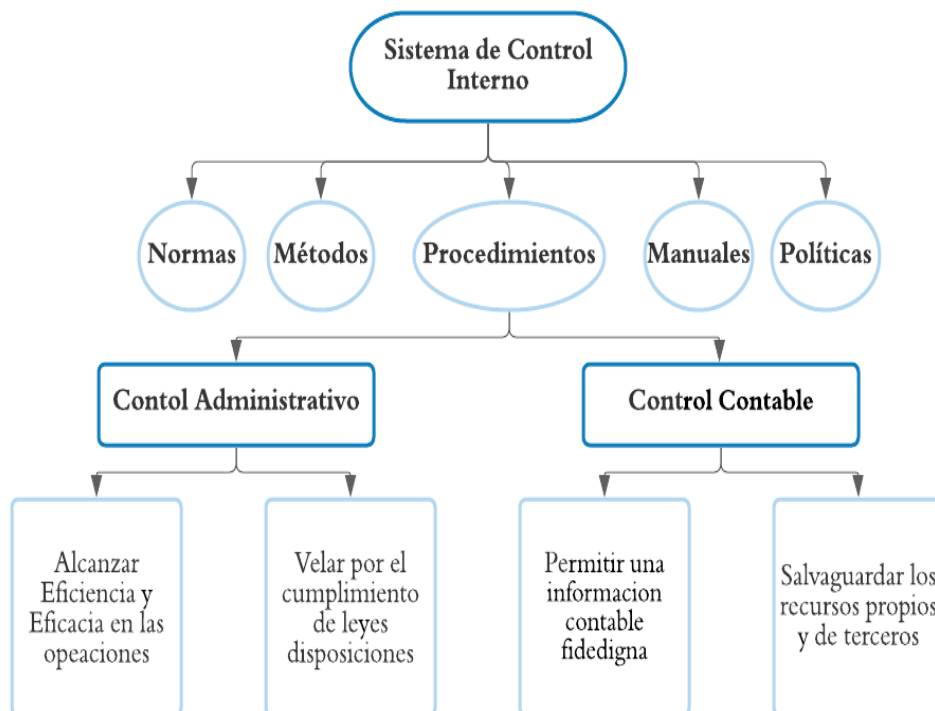 Sistema de Control
Interno
Normas
Métodos
Procedimientos
Manuales
Políticas
Contol Administrativo
Control Contable
Alcanzar
Eficiencia y
Eficacia en las
opeaciones
Velar por el
cumplimiento
de leyes
disposiciones
Permitir una
informacion
contable
fidedigna
Salvaguardar los
recursos propios
y de terceros